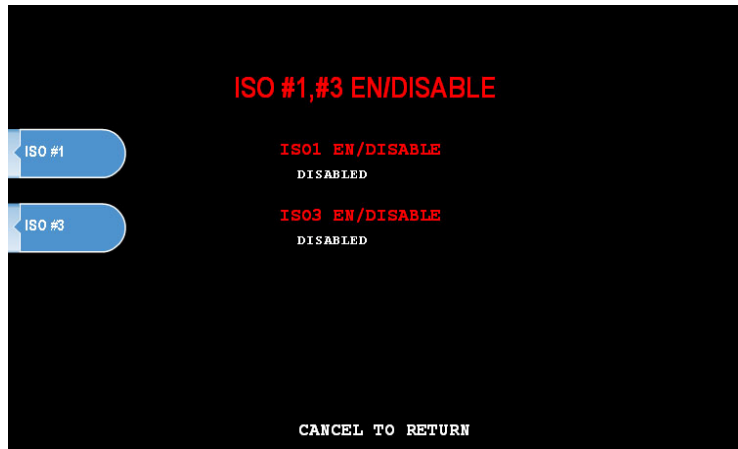 ISO #1,#3 EN/DISABLE
ISO #1
ISO1 EN/DISABLE
DISABLED
ISO #3
ISO3 EN/DISABLE
DISABLED
CANCEL TO RETURN